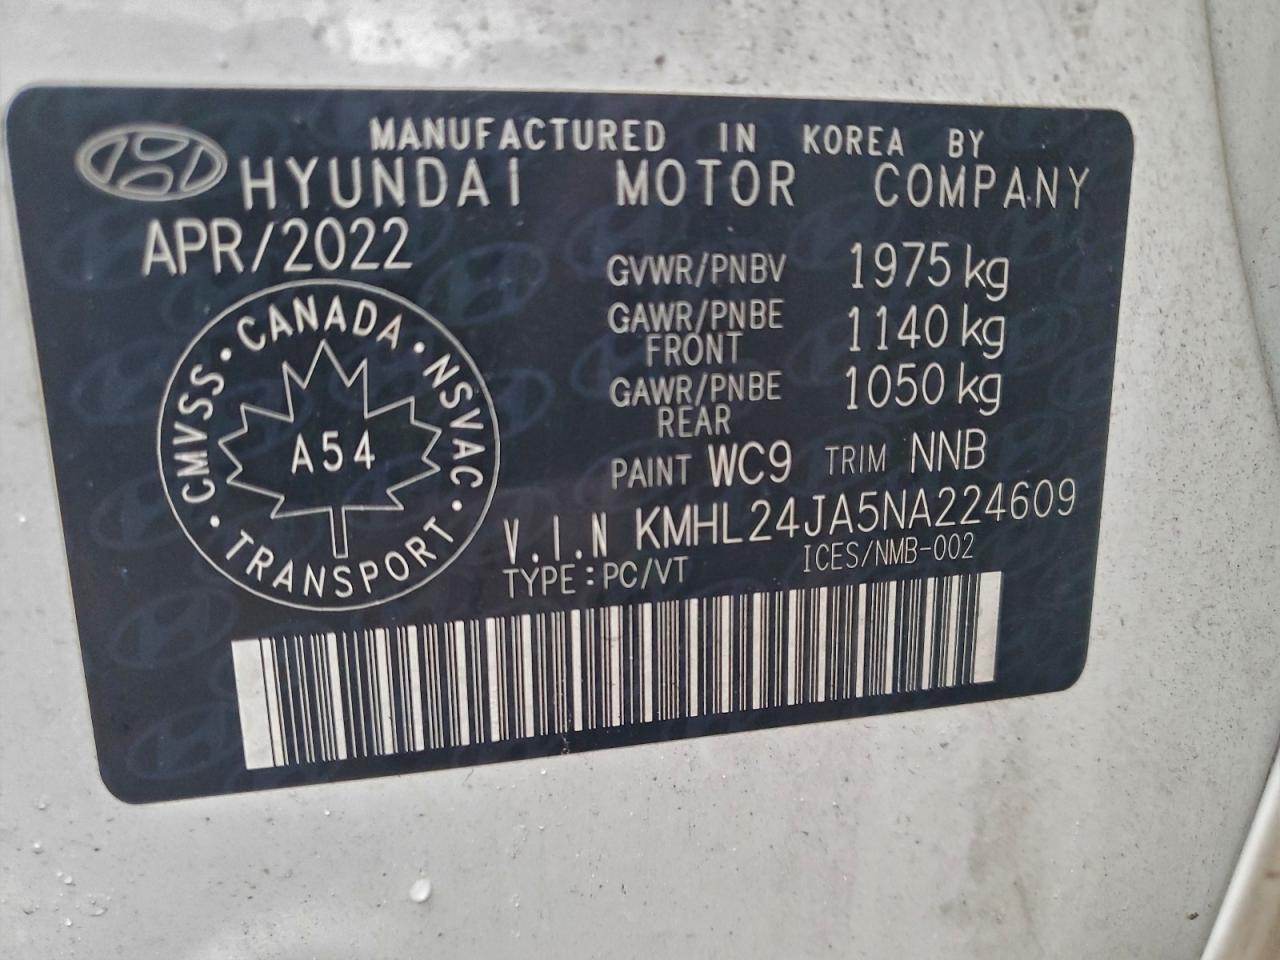 MANUFACTURED IN KOREA BY
HYUNDAI MOTOR COMPANY
APR/2022
GVWR/PNBV 1975 kg
GAWR/PNBE FRONT 1140 kg
GAWR/PNBE REAR 1050 kg
CMVSS · CANADA · NSVAC · TRANSPORT ·
A54
PAINT WC9 TRIM NNB
V.I.N KMHL24JA5NA224609
TYPE : PC/VT ICES/NMB-002